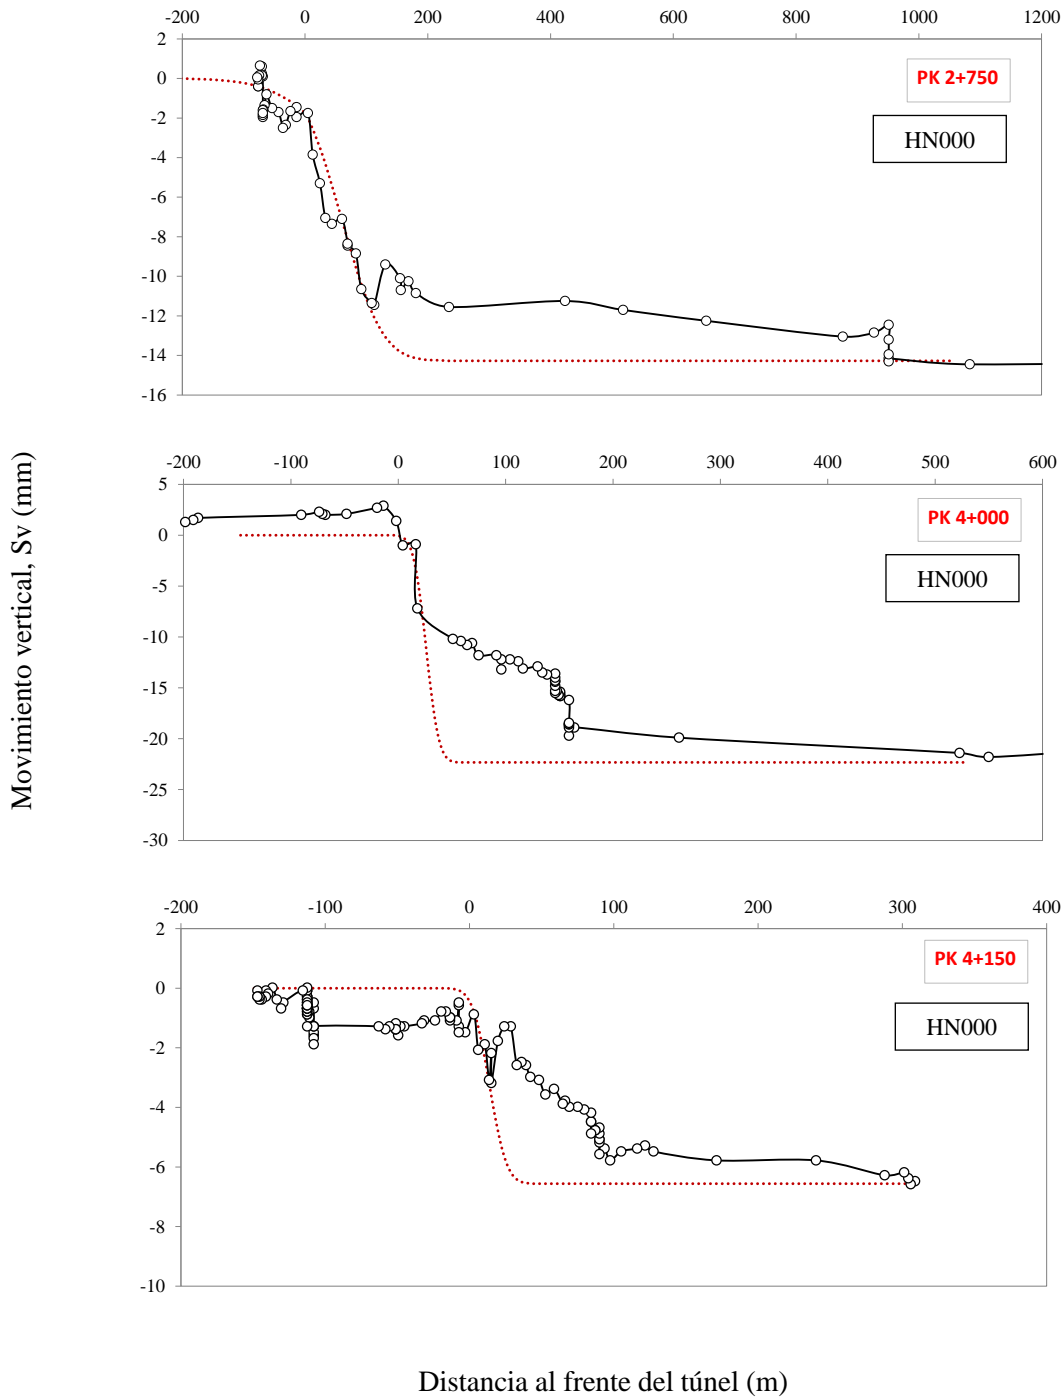 -200 0 200 400 600 800 1000 1200
2
0
-2
-4
-6
-8
-10
-12
-14
-16
PK 2+750
HN000
Movimiento vertical, Sv (mm)
-200 -100 0 100 200 300 400 500 600
5
0
-5
-10
-15
-20
-25
-30
PK 4+000
HN000
-200 -100 0 100 200 300 400
2
0
-2
-4
-6
-8
-10
PK 4+150
HN000
Distancia al frente del túnel (m)